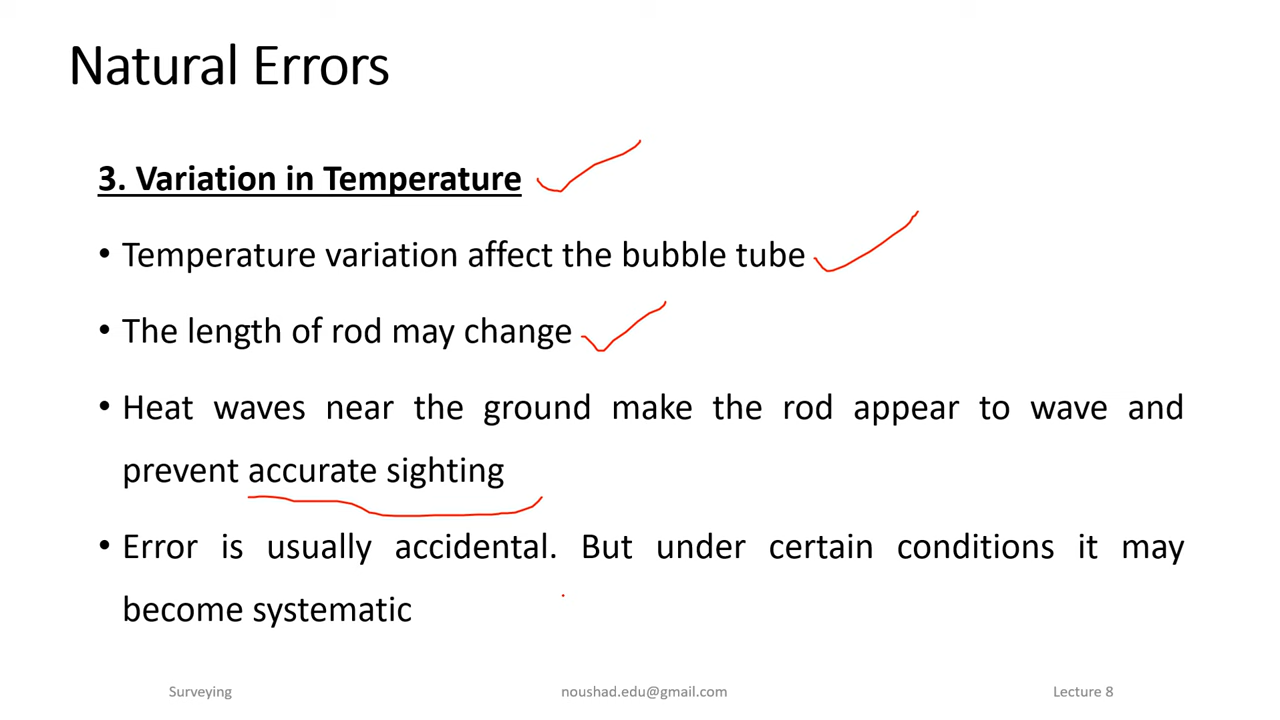 Natural Errors
3. Variation in Temperature
• Temperature variation affect the bubble tube
• The length of rod may change
• Heat waves near the ground make the rod appear to wave and
prevent accurate sighting
• Error is usually accidental. But under certain conditions it may
become systematic
Surveying noushad.edu@gmail.com Lecture 8